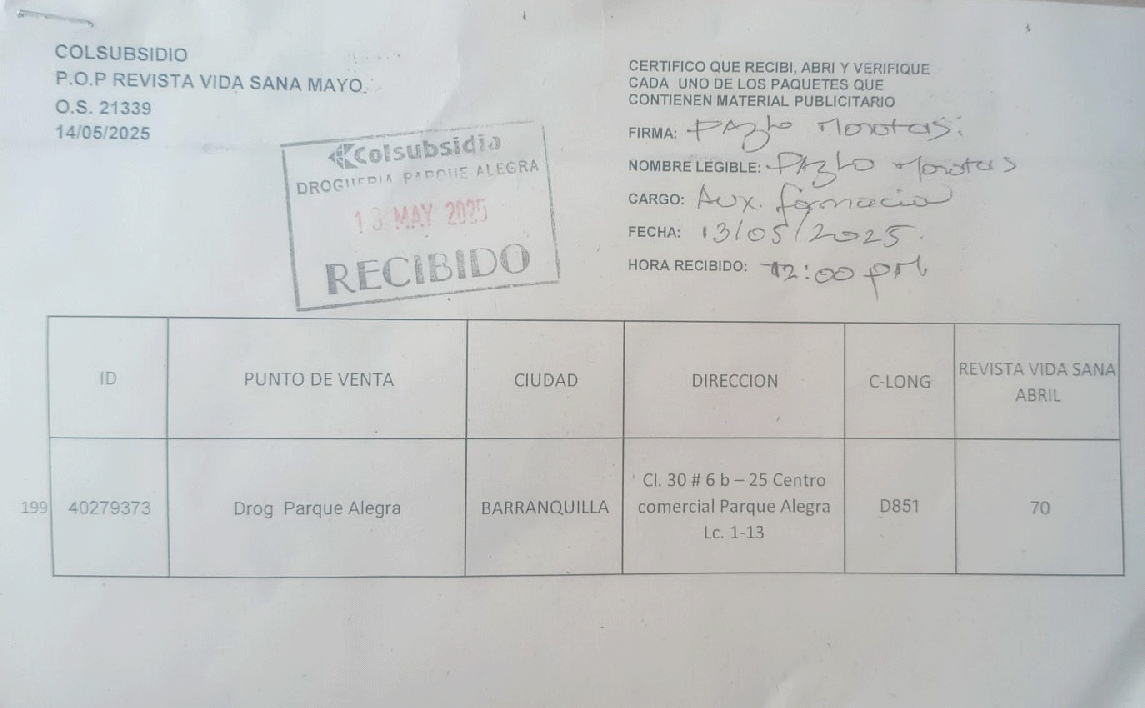 COLSUBSIDIO
P.O.P REVISTA VIDA SANA MAYO.
O.S. 21339
14/05/2025
Colsubsidio
DROGUERIA PARQUE ALEGRA
13 MAY 2025
RECIBIDO
CERTIFICO QUE RECIBI, ABRI Y VERIFIQUE
CADA UNO DE LOS PAQUETES QUE
CONTIENEN MATERIAL PUBLICITARIO
FIRMA:
NOMBRE LEGIBLE:
CARGO: Aux. farmacia
FECHA: 13/05/2025.
HORA RECIBIDO: 12:00 pm
ID
PUNTO DE VENTA
CIUDAD
DIRECCION
C-LONG
REVISTA VIDA SANA
ABRIL
199
40279373
Drog Parque Alegra
BARRANQUILLA
Cl. 30 # 6 b – 25 Centro
comercial Parque Alegra
Lc. 1-13
D851
70